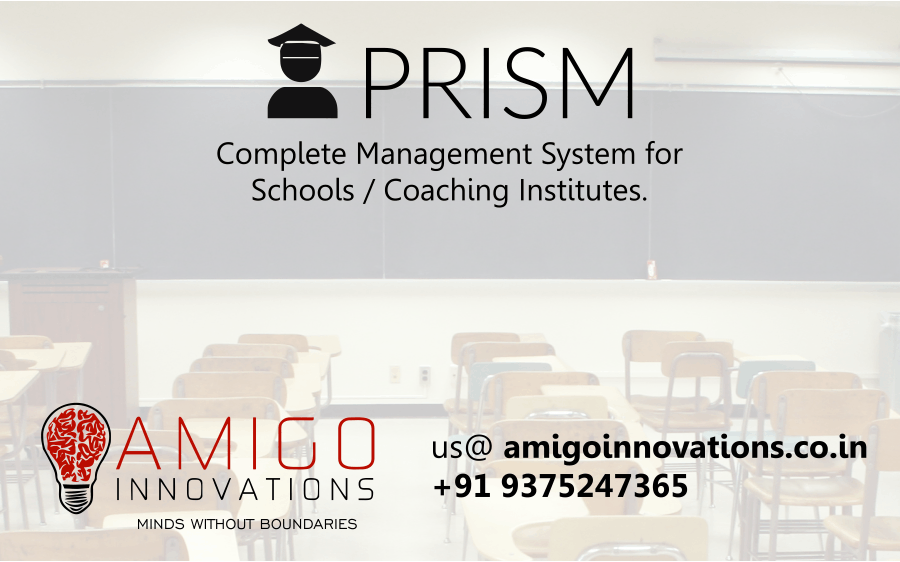 PRISM
Complete Management System for
Schools / Coaching Institutes.
AMIGO
INNOVATIONS
MINDS WITHOUT BOUNDARIES
us@ amigoinnovations.co.in
+91 9375247365